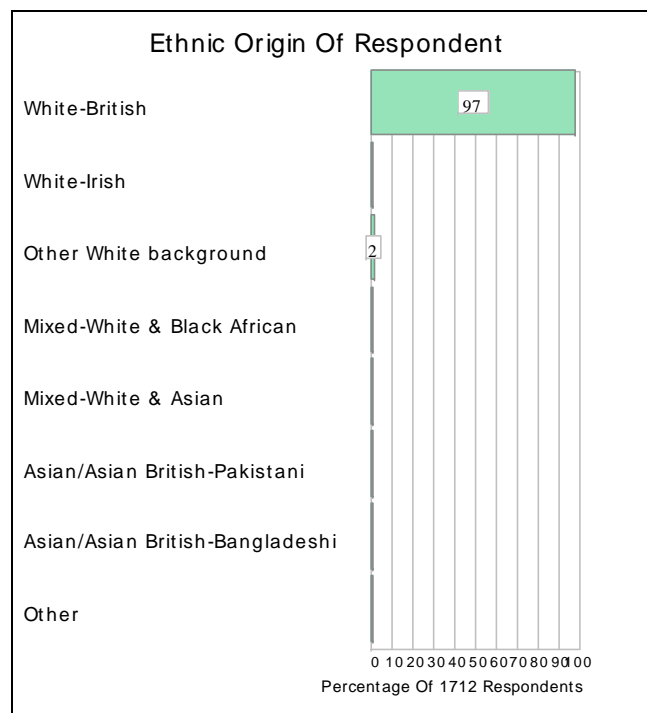 Ethnic Origin Of Respondent
White-British
97
White-Irish
Other White background
2
Mixed-White & Black African
Mixed-White & Asian
Asian/Asian British-Pakistani
Asian/Asian British-Bangladeshi
Other
0 10 20 30 40 50 60 70 80 90 100
Percentage Of 1712 Respondents